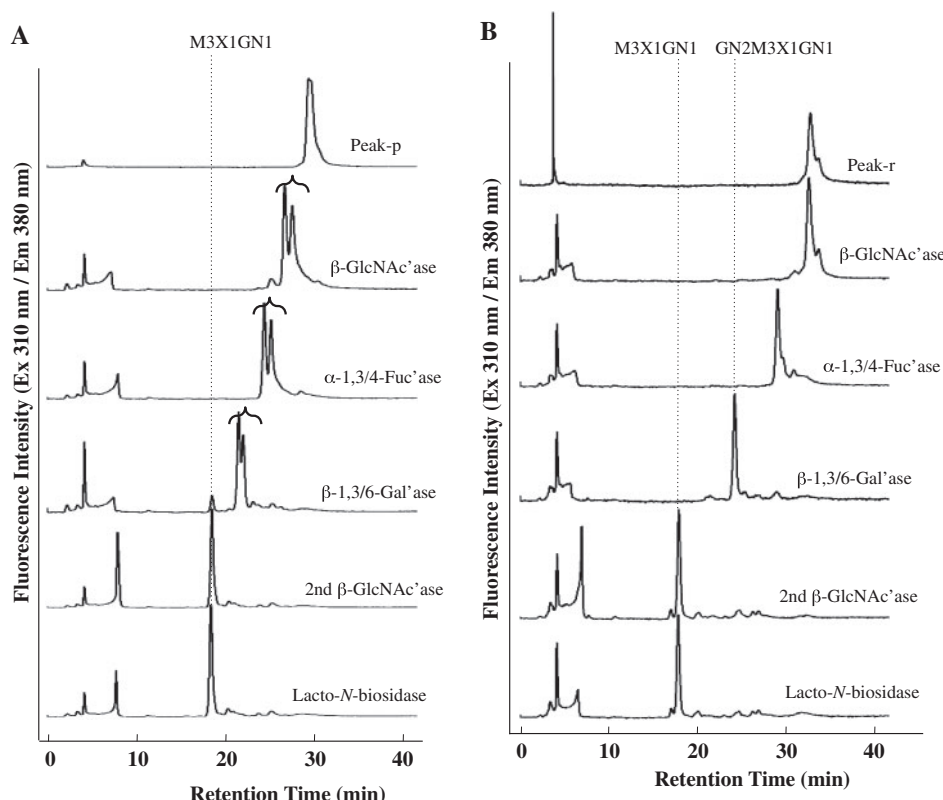 A
M3X1GN1
Fluorescence Intensity (Ex 310 nm / Em 380 nm)
Peak-p
β-GlcNAc’ase
α-1,3/4-Fuc’ase
β-1,3/6-Gal’ase
2nd β-GlcNAc’ase
Lacto-N-biosidase
0 10 20 30 40
Retention Time (min)
B
M3X1GN1 GN2M3X1GN1
Fluorescence Intensity (Ex 310 nm / Em 380 nm)
Peak-r
β-GlcNAc’ase
α-1,3/4-Fuc’ase
β-1,3/6-Gal’ase
2nd β-GlcNAc’ase
Lacto-N-biosidase
0 10 20 30 40
Retention Time (min)